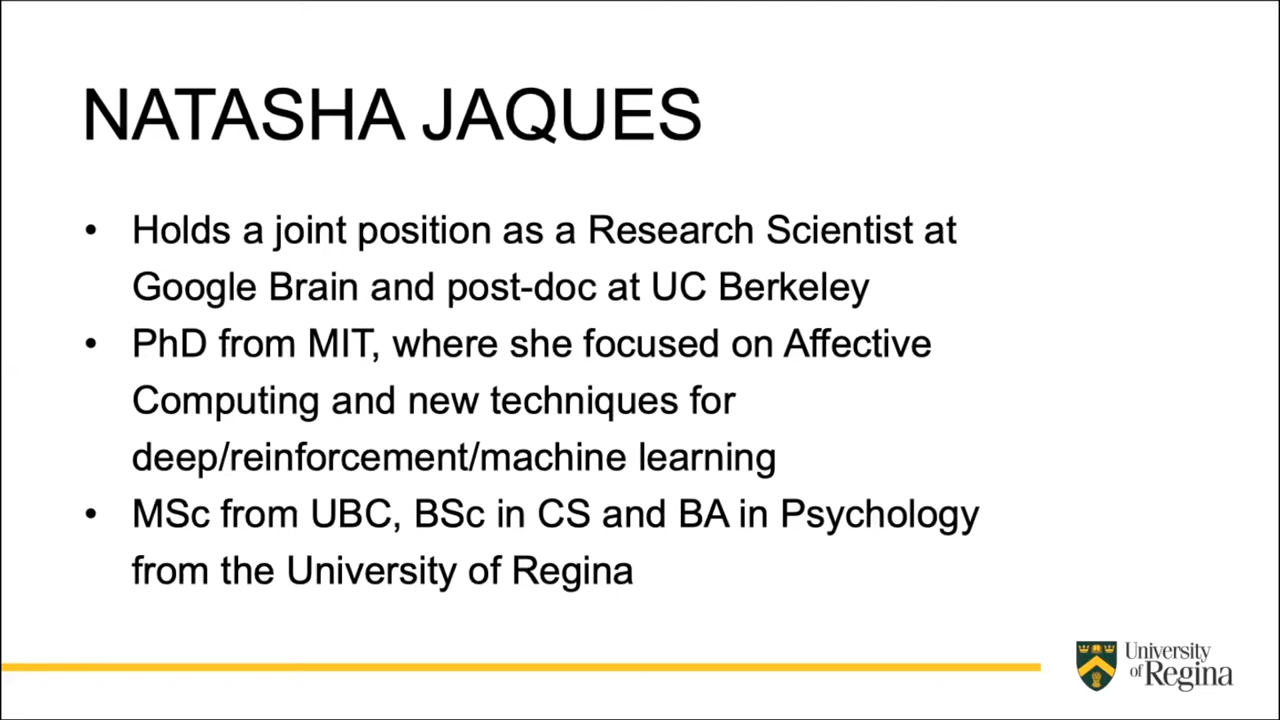 NATASHA JAQUES
• Holds a joint position as a Research Scientist at
Google Brain and post-doc at UC Berkeley
• PhD from MIT, where she focused on Affective
Computing and new techniques for
deep/reinforcement/machine learning
• MSc from UBC, BSc in CS and BA in Psychology
from the University of Regina
University
of Regina